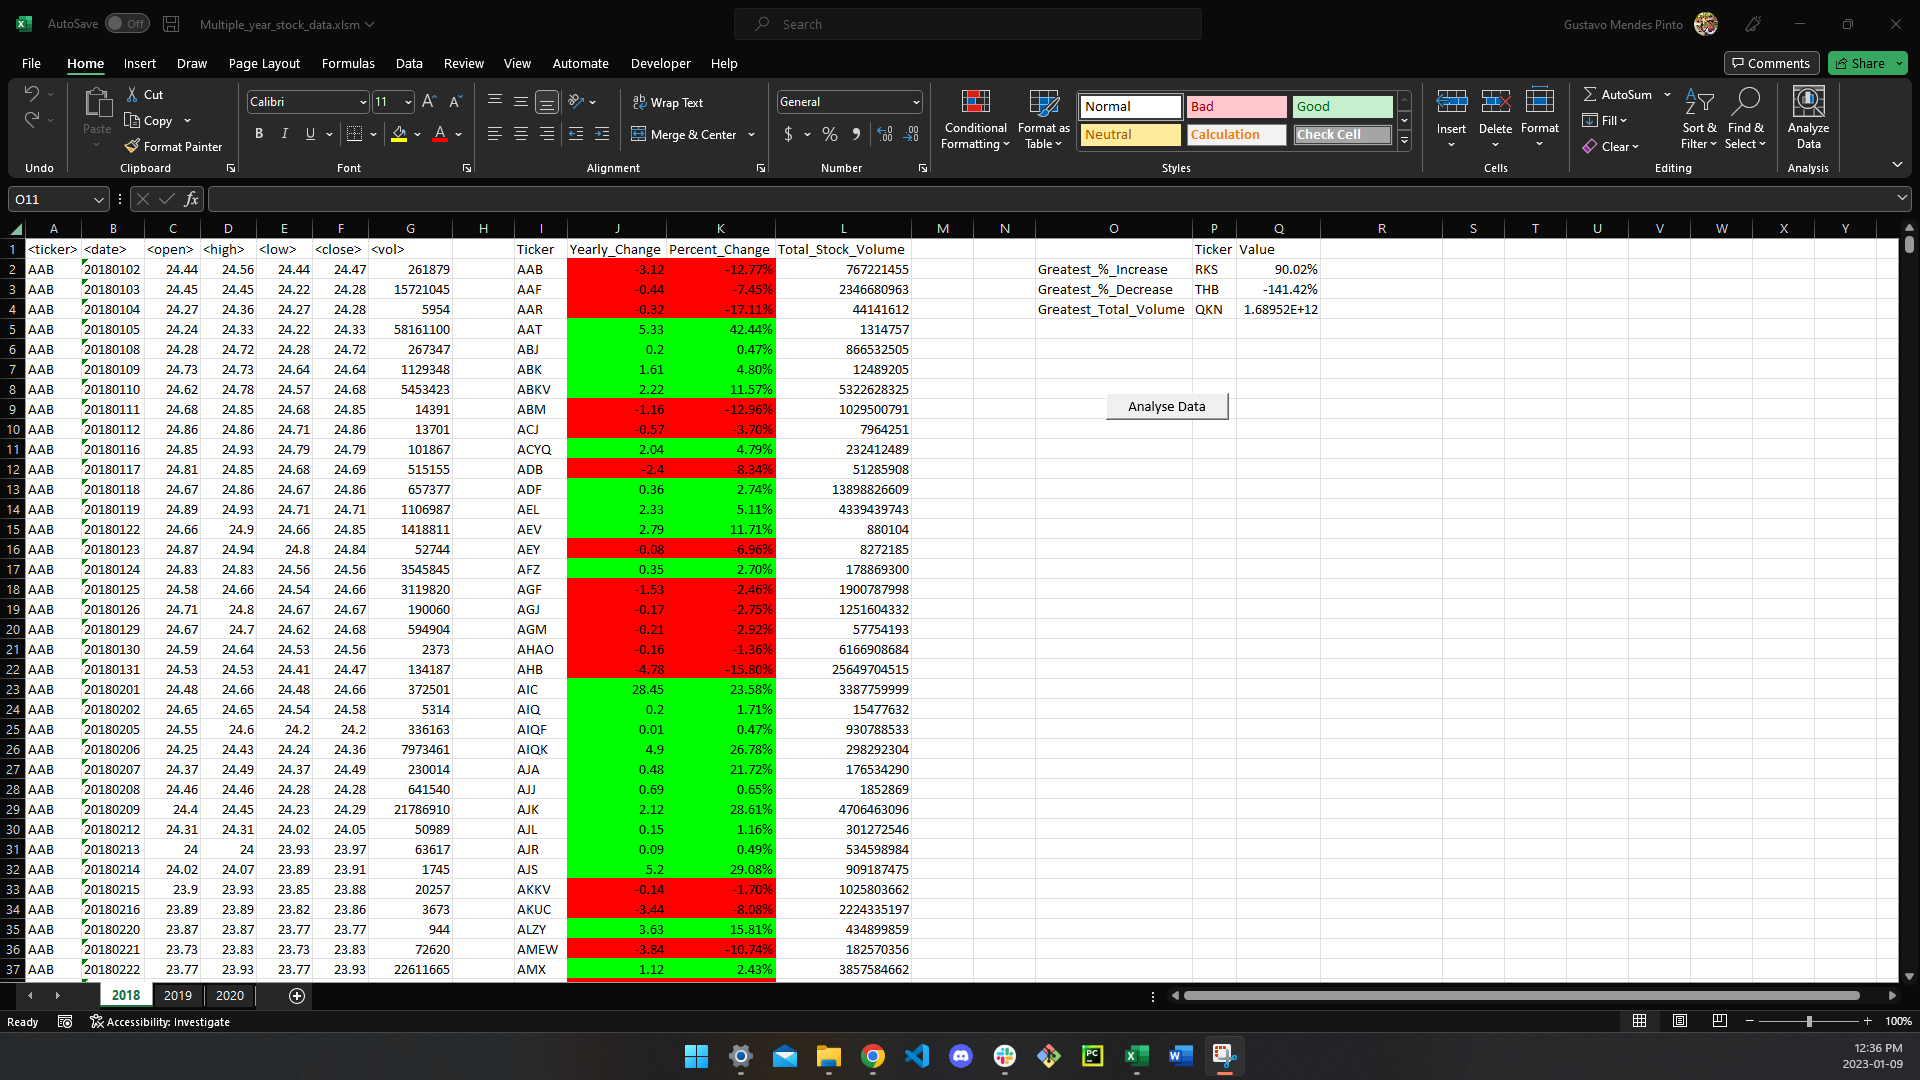 AutoSave Off Multiple_year_stock_data.xlsm Search Gustavo Mendes Pinto
File Home Insert Draw Page Layout Formulas Data Review View Automate Developer Help Comments Share
Cut Calibri 11 Wrap Text General Normal Bad Good AutoSum
Paste Copy B I U Merge & Center $ % Conditional Formatting Format as Table Neutral Calculation Check Cell Insert Delete Format Fill Sort & Filter Find & Select Analyze Data
Format Painter Clear
Undo Clipboard Font Alignment Number Styles Cells Editing Analysis
O11 fx
A B C D E F G H I J K L M N O P Q R S T U V W X Y
1 <ticker> <date> <open> <high> <low> <close> <vol> Ticker Yearly_Change Percent_Change Total_Stock_Volume Ticker Value
2 AAB 20180102 24.44 24.56 24.44 24.47 261879 AAB -3.12 -12.77% 767221455 Greatest_%_Increase RKS 90.02%
3 AAB 20180103 24.45 24.45 24.22 24.28 15721045 AAF -0.44 -7.45% 2346680963 Greatest_%_Decrease THB -141.42%
4 AAB 20180104 24.27 24.36 24.27 24.28 5954 AAR -0.32 -17.11% 44141612 Greatest_Total_Volume QKN 1.68952E+12
5 AAB 20180105 24.24 24.33 24.22 24.33 58161100 AAT 5.33 42.44% 1314757
6 AAB 20180108 24.28 24.72 24.28 24.72 267347 ABJ 0.2 0.47% 866532505
7 AAB 20180109 24.73 24.73 24.64 24.64 1129348 ABK 1.61 4.80% 12489205
8 AAB 20180110 24.62 24.78 24.57 24.68 5453423 ABKV 2.22 11.57% 5322628325
9 AAB 20180111 24.68 24.85 24.68 24.85 14391 ABM -1.16 -12.96% 1029500791 Analyse Data
10 AAB 20180112 24.86 24.86 24.71 24.86 13701 ACJ -0.57 -3.70% 7964251
11 AAB 20180116 24.85 24.93 24.79 24.79 101867 ACYQ 2.04 4.79% 232412489
12 AAB 20180117 24.81 24.85 24.68 24.69 515155 ADB -2.4 -8.34% 51285908
13 AAB 20180118 24.67 24.86 24.67 24.86 657377 ADF 0.36 2.74% 13898826609
14 AAB 20180119 24.89 24.93 24.71 24.71 1106987 AEL 2.33 5.11% 4339439743
15 AAB 20180122 24.66 24.9 24.66 24.85 1418811 AEV 2.79 11.71% 880104
16 AAB 20180123 24.87 24.94 24.8 24.84 52744 AEY -0.08 -6.96% 8272185
17 AAB 20180124 24.83 24.83 24.56 24.56 3545845 AFZ 0.35 2.70% 178869300
18 AAB 20180125 24.58 24.66 24.54 24.66 3119820 AGF -1.53 -2.46% 1900787998
19 AAB 20180126 24.71 24.8 24.67 24.67 190060 AGJ -0.17 -2.75% 1251604332
20 AAB 20180129 24.67 24.7 24.62 24.68 594904 AGM -0.21 -2.92% 57754193
21 AAB 20180130 24.59 24.64 24.53 24.56 2373 AHAO -0.16 -1.36% 6166908684
22 AAB 20180131 24.53 24.53 24.41 24.47 134187 AHB -4.78 -15.80% 25649704515
23 AAB 20180201 24.48 24.66 24.48 24.66 372501 AIC 28.45 23.58% 3387759999
24 AAB 20180202 24.65 24.65 24.54 24.58 5314 AIQ 0.2 1.71% 15477632
25 AAB 20180205 24.55 24.6 24.2 24.2 336163 AIQF 0.01 0.47% 930788533
26 AAB 20180206 24.25 24.43 24.24 24.36 7973461 AIQK 4.9 26.78% 298292304
27 AAB 20180207 24.37 24.49 24.37 24.49 230014 AJA 0.48 21.72% 176534290
28 AAB 20180208 24.46 24.46 24.28 24.28 641540 AJJ 0.69 0.65% 1852869
29 AAB 20180209 24.4 24.45 24.23 24.29 21786910 AJK 2.12 28.61% 4706463096
30 AAB 20180212 24.31 24.31 24.02 24.05 50989 AJL 0.15 1.16% 301272546
31 AAB 20180213 24 24 23.93 23.97 63617 AJR 0.09 0.49% 534598984
32 AAB 20180214 24.02 24.07 23.89 23.91 1745 AJS 5.2 29.08% 909187475
33 AAB 20180215 23.9 23.93 23.85 23.88 20257 AKKV -0.14 -1.70% 1025803662
34 AAB 20180216 23.89 23.89 23.82 23.86 3673 AKUC -3.44 -8.08% 2224335197
35 AAB 20180220 23.87 23.87 23.77 23.77 944 ALZY 3.63 15.81% 434899859
36 AAB 20180221 23.73 23.83 23.73 23.83 72620 AMEW -3.84 -10.74% 182570356
37 AAB 20180222 23.77 23.93 23.77 23.93 22611665 AMX 1.12 2.43% 3857584662
2018 2019 2020
Ready Accessibility: Investigate 100%
12:36 PM
2023-01-09